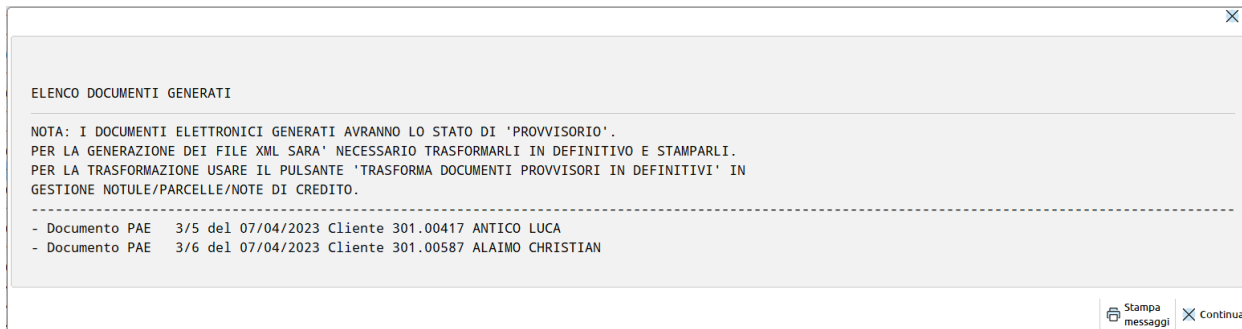 ELENCO DOCUMENTI GENERATI
NOTA: I DOCUMENTI ELETTRONICI GENERATI AVRANNO LO STATO DI 'PROVVISORIO'.
PER LA GENERAZIONE DEI FILE XML SARA' NECESSARIO TRASFORMARLI IN DEFINITIVO E STAMPARLI.
PER LA TRASFORMAZIONE USARE IL PULSANTE 'TRASFORMA DOCUMENTI PROVVISORI IN DEFINITIVI' IN
GESTIONE NOTULE/PARCELLE/NOTE DI CREDITO.
- Documento PAE   3/5 del 07/04/2023 Cliente 301.00417 ANTICO LUCA
- Documento PAE   3/6 del 07/04/2023 Cliente 301.00587 ALAIMO CHRISTIAN
Stampa
messaggi
Continua